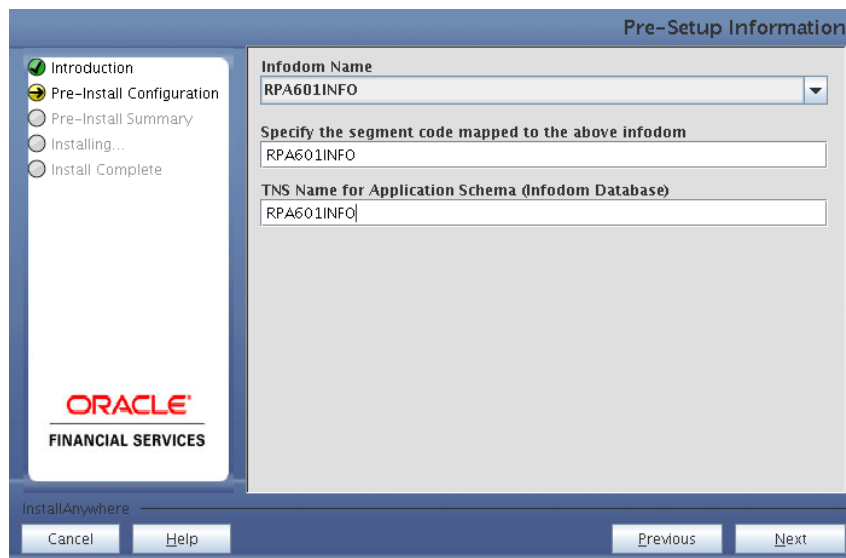 Pre-Setup Information
Introduction
Pre-Install Configuration
Pre-Install Summary
Installing...
Install Complete
ORACLE®
FINANCIAL SERVICES
Infodom Name
RPA601INFO
Specify the segment code mapped to the above infodom
RPA601INFO
TNS Name for Application Schema (Infodom Database)
RPA601INFO
InstallAnywhere
Cancel
Help
Previous
Next